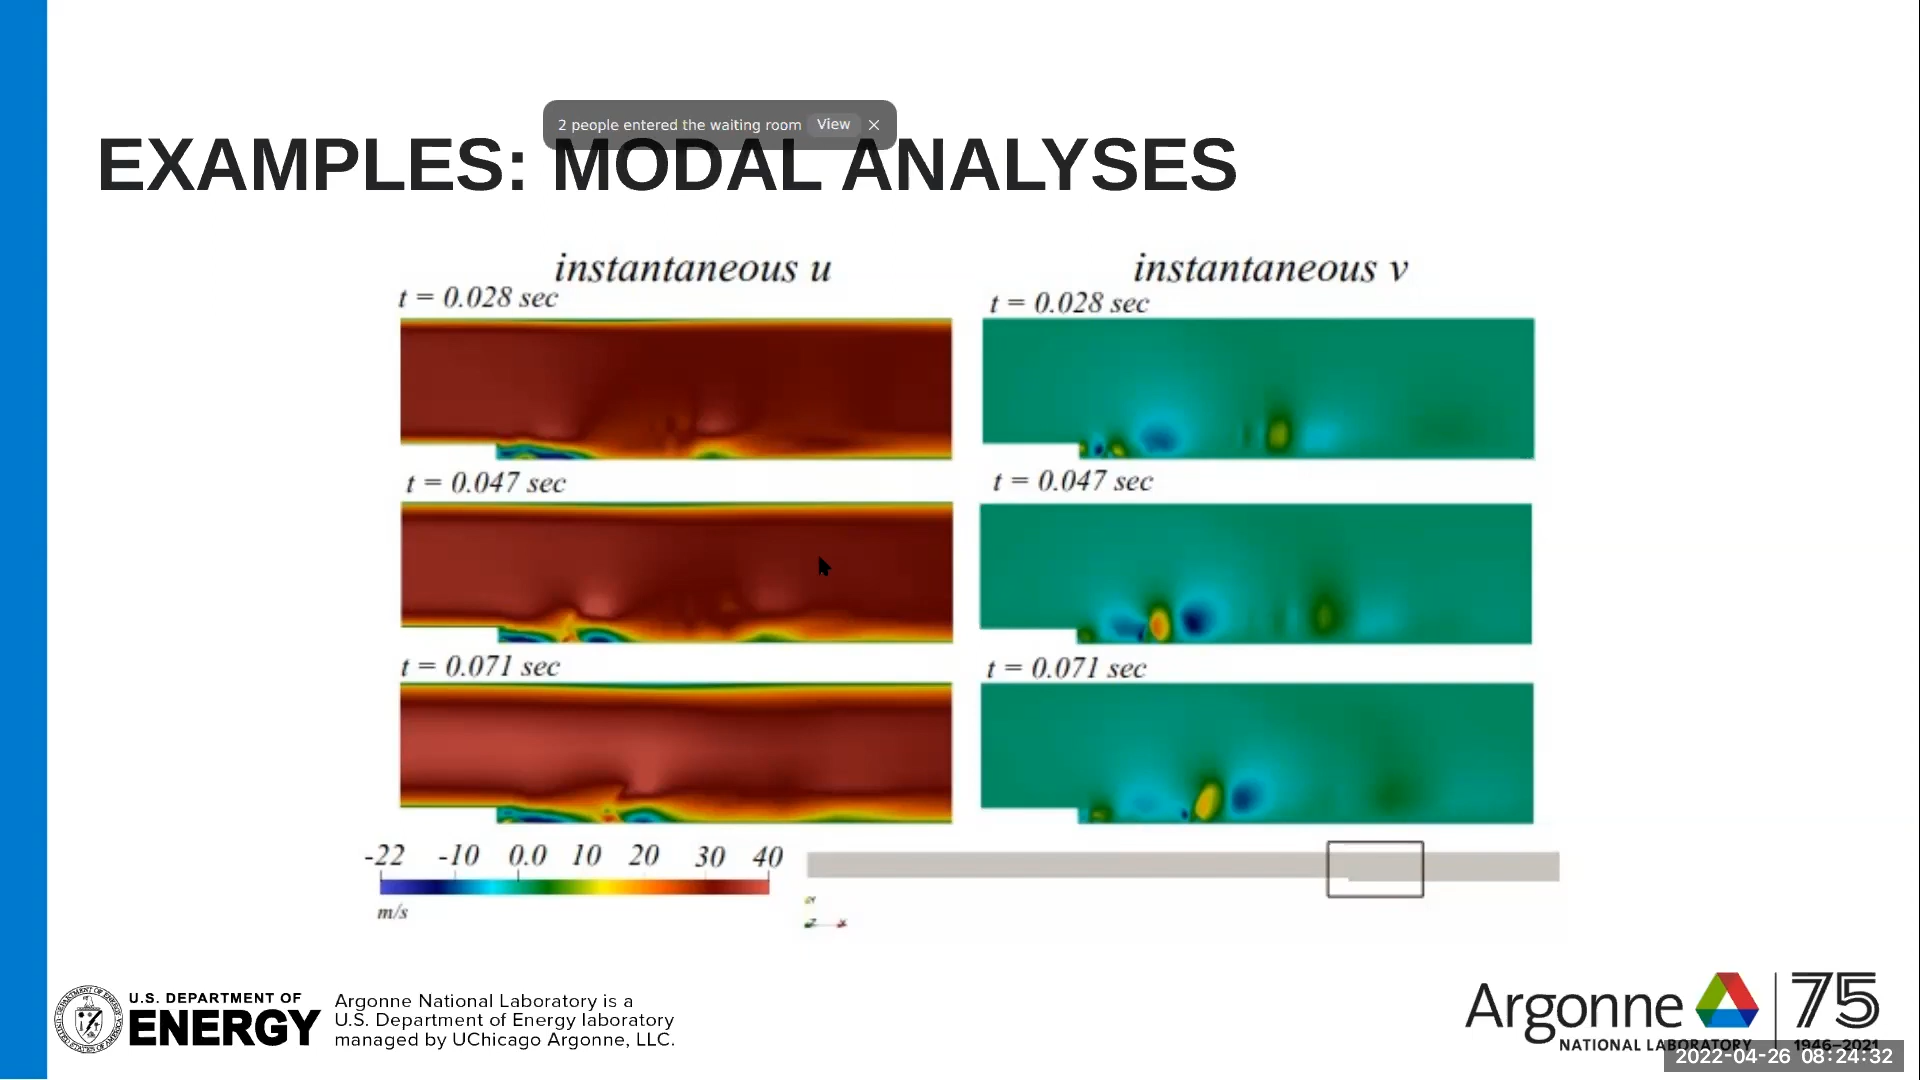 2 people entered the waiting room View
EXAMPLES: MODAL ANALYSES
instantaneous u
instantaneous v
t = 0.028 sec
t = 0.028 sec
t = 0.047 sec
t = 0.047 sec
t = 0.071 sec
t = 0.071 sec
-22 -10 0.0 10 20 30 40
m/s
U.S. DEPARTMENT OF
ENERGY
Argonne National Laboratory is a
U.S. Department of Energy laboratory
managed by UChicago Argonne, LLC.
Argonne
NATIONAL LABORATORY
75
1946–2021
2022-04-26 08:24:32